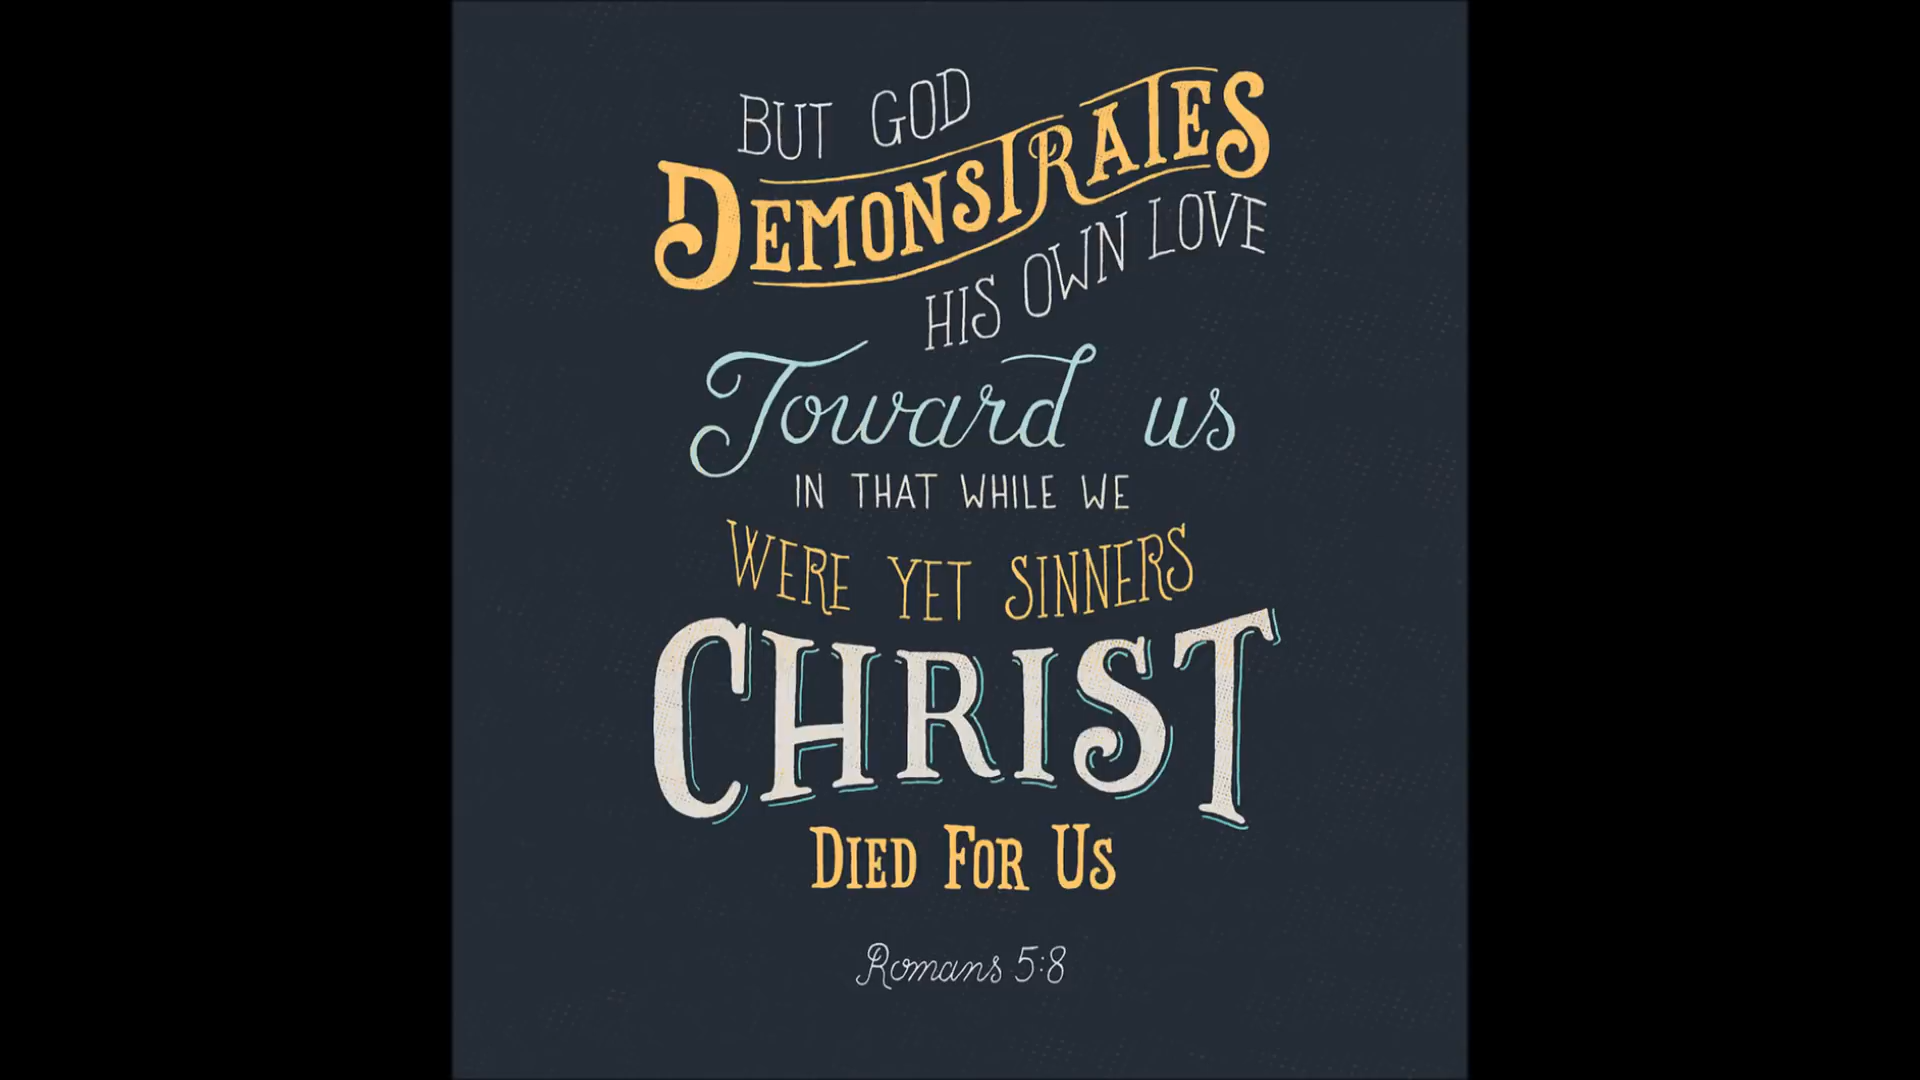 BUT GOD
DEMONSTRATES
HIS OWN LOVE
Toward us
IN THAT WHILE WE
WERE YET SINNERS
CHRIST
DIED FOR US
Romans 5:8